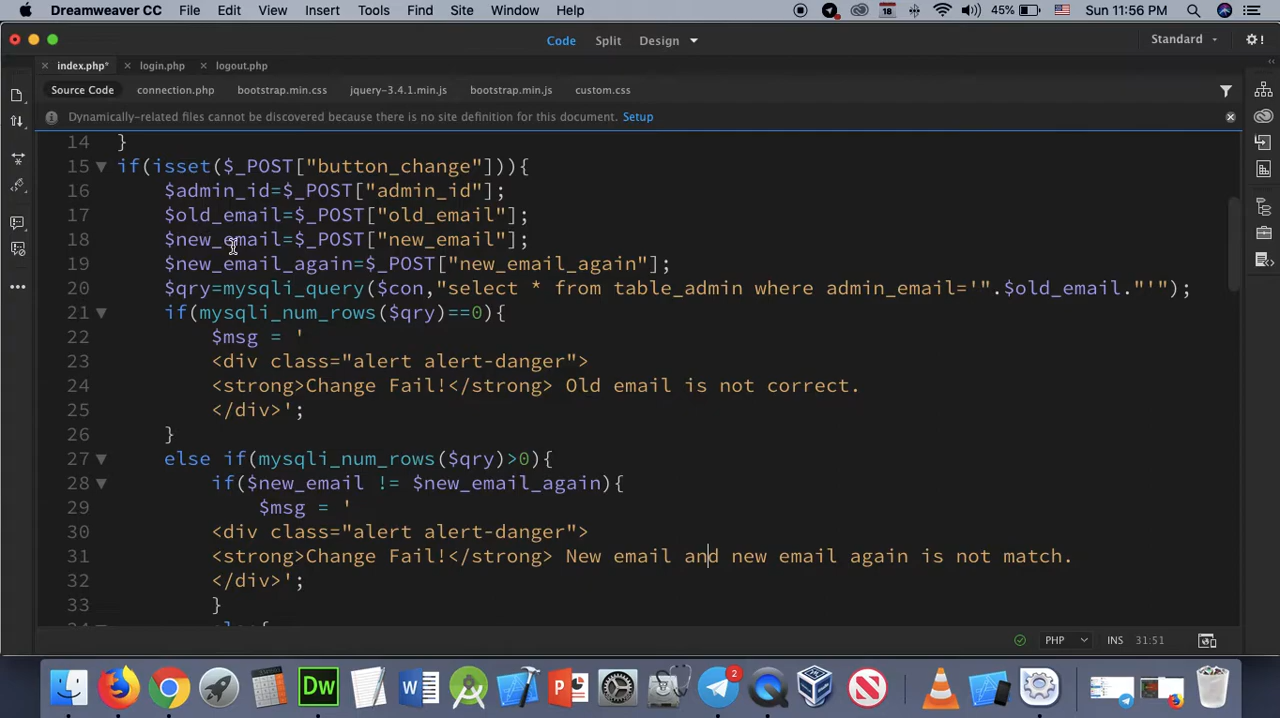 Dreamweaver CC File Edit View Insert Tools Find Site Window Help 18 45% Sun 11:56 PM
Code Split Design Standard
index.php* login.php logout.php
Source Code connection.php bootstrap.min.css jquery-3.4.1.min.js bootstrap.min.js custom.css
Dynamically-related files cannot be discovered because there is no site definition for this document. Setup
14 }
15 if(isset($_POST["button_change"])){
16 $admin_id=$_POST["admin_id"];
17 $old_email=$_POST["old_email"];
18 $new_email=$_POST["new_email"];
19 $new_email_again=$_POST["new_email_again"];
20 $qry=mysqli_query($con,"select * from table_admin where admin_email='".$old_email."'");
21 if(mysqli_num_rows($qry)==0){
22 $msg = '
23 <div class="alert alert-danger">
24 <strong>Change Fail!</strong> Old email is not correct.
25 </div>';
26 }
27 else if(mysqli_num_rows($qry)>0){
28 if($new_email != $new_email_again){
29 $msg = '
30 <div class="alert alert-danger">
31 <strong>Change Fail!</strong> New email and new email again is not match.
32 </div>';
33 }
PHP INS 31:51
Dw W P 2